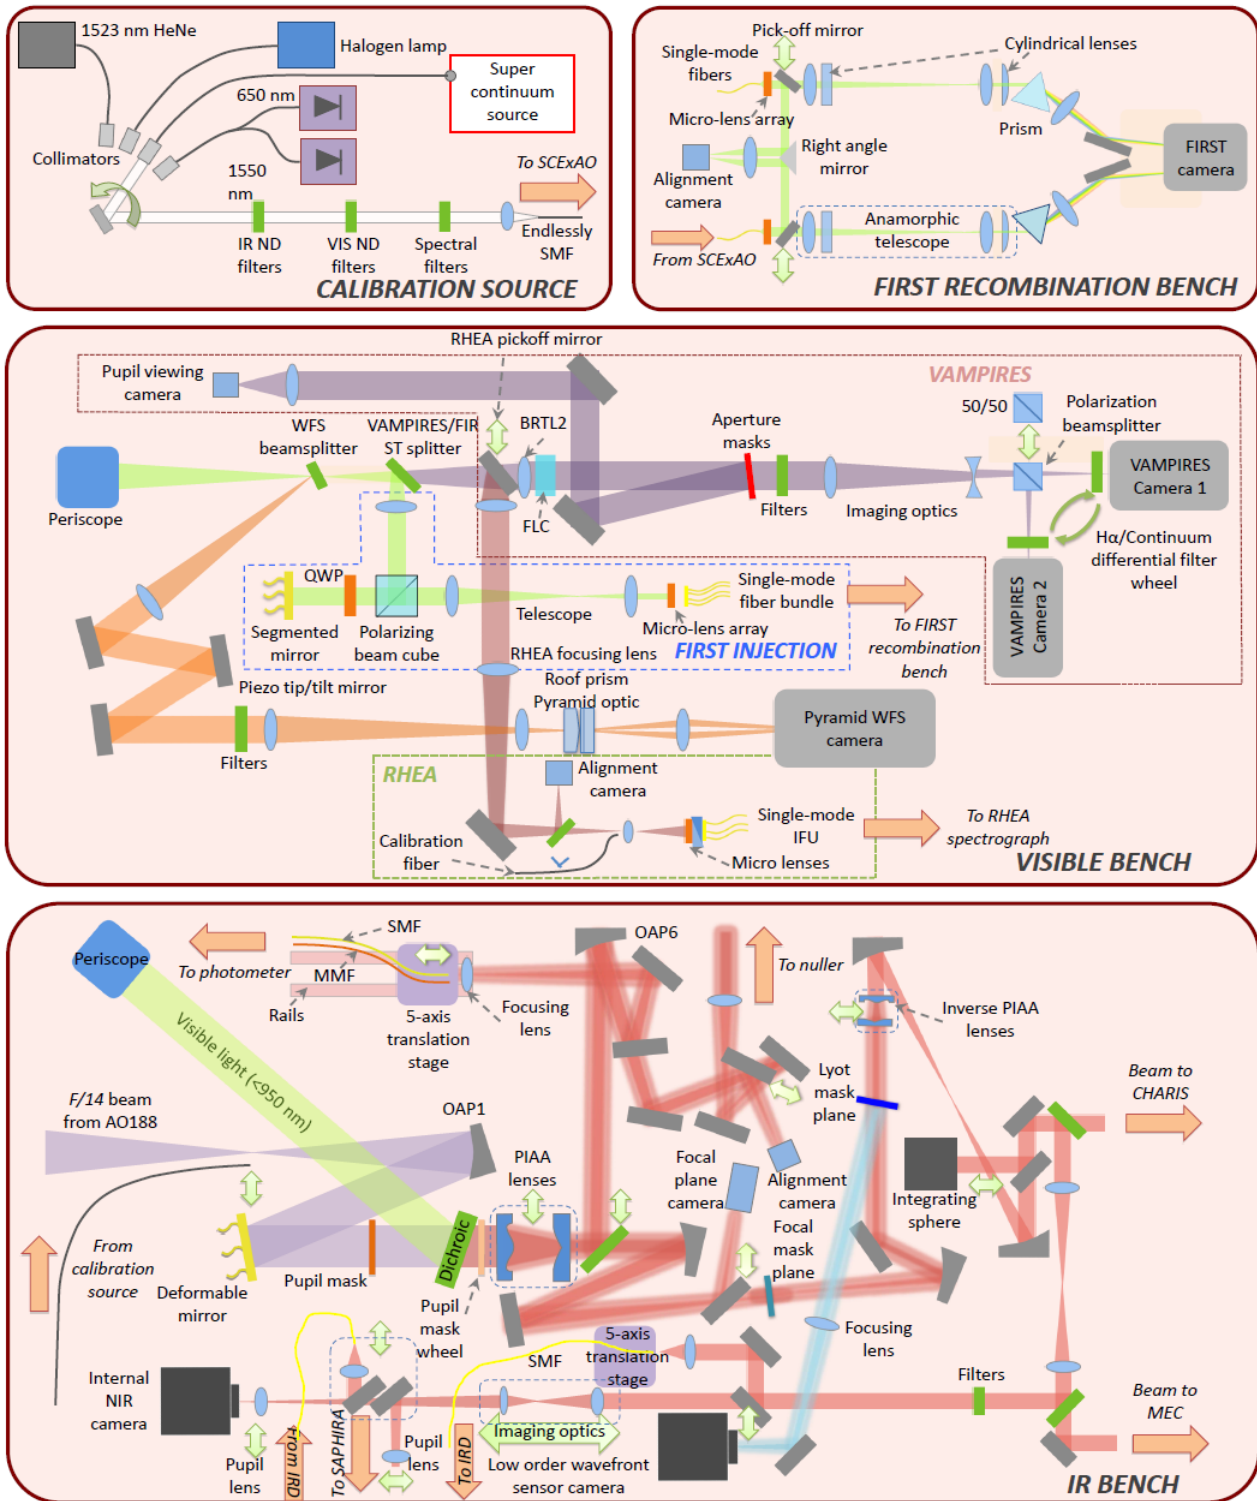 1523 nm HeNe
Halogen lamp
Super
continuum
source
650 nm
Collimators
1550
nm
To SCExAO
IR ND
filters
VIS ND
filters
Spectral
filters
Endlessly
SMF
CALIBRATION SOURCE
Pick-off mirror
Single-mode
fibers
Cylindrical lenses
Micro-lens array
Prism
Right angle
mirror
Alignment
camera
FIRST
camera
Anamorphic
telescope
From SCExAO
FIRST RECOMBINATION BENCH
RHEA pickoff mirror
Pupil viewing
camera
VAMPIRES
50/50
Polarization
beamsplitter
WFS
beamsplitter
VAMPIRES/FIR
ST splitter
BRTL2
Aperture
masks
VAMPIRES
Camera 1
Periscope
FLC
Filters
Imaging optics
Hα/Continuum
differential filter
wheel
QWP
Single-mode
fiber bundle
VAMPIRES
Camera 2
Telescope
Segmented
mirror
Polarizing
beam cube
Micro-lens array
To FIRST
recombination
bench
FIRST INJECTION
RHEA focusing lens
Roof prism
Pyramid optic
Piezo tip/tilt mirror
Pyramid WFS
camera
Filters
RHEA
Alignment
camera
Single-mode
IFU
To RHEA
spectrograph
Calibration
fiber
Micro lenses
VISIBLE BENCH
SMF
OAP6
Periscope
To photometer
MMF
To nuller
Rails
Focusing
lens
5-axis
translation
stage
Inverse PIAA
lenses
Visible light (<950 nm)
Lyot
mask
plane
Beam to
CHARIS
F/14 beam
from AO188
OAP1
PIAA
lenses
Focal
plane
camera
Alignment
camera
Integrating
sphere
Focal
mask
plane
From
calibration
source
Dichroic
Deformable
mirror
Pupil mask
Pupil
mask
wheel
Focusing
lens
SMF
5-axis
translation
stage
Internal
NIR
camera
Filters
Beam to
MEC
Imaging optics
Pupil
lens
From IRD
To SAPHIRA
Pupil
lens
To IRD
Low order wavefront
sensor camera
IR BENCH